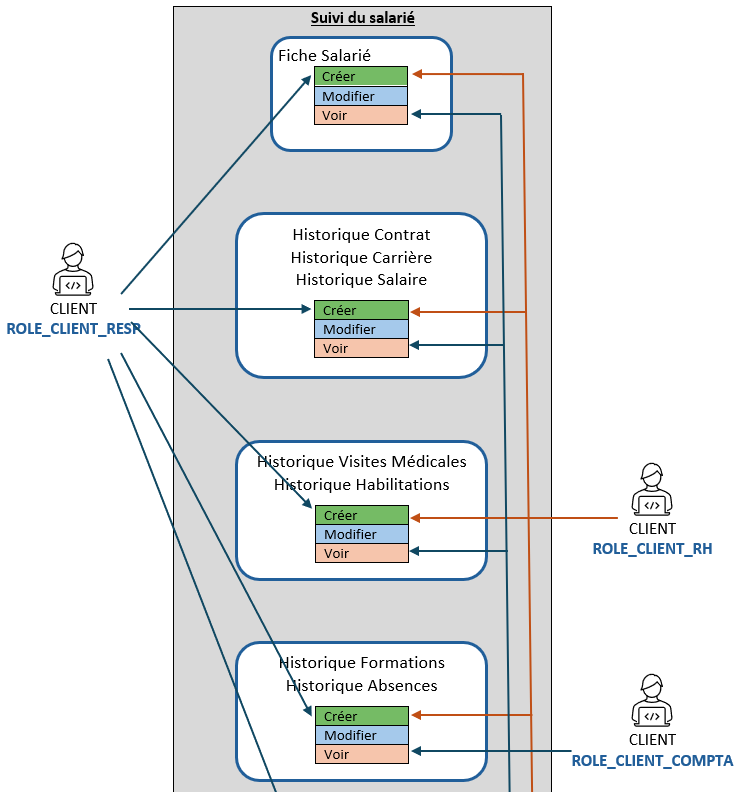 Suivi du salarié
Fiche Salarié
Créer
Modifier
Voir
Historique Contrat
Historique Carrière
Historique Salaire
Créer
Modifier
Voir
CLIENT
ROLE_CLIENT_RESP
Historique Visites Médicales
Historique Habilitations
Créer
Modifier
Voir
</>
CLIENT
ROLE_CLIENT_RH
Historique Formations
Historique Absences
Créer
Modifier
Voir
CLIENT
ROLE_CLIENT_COMPTA